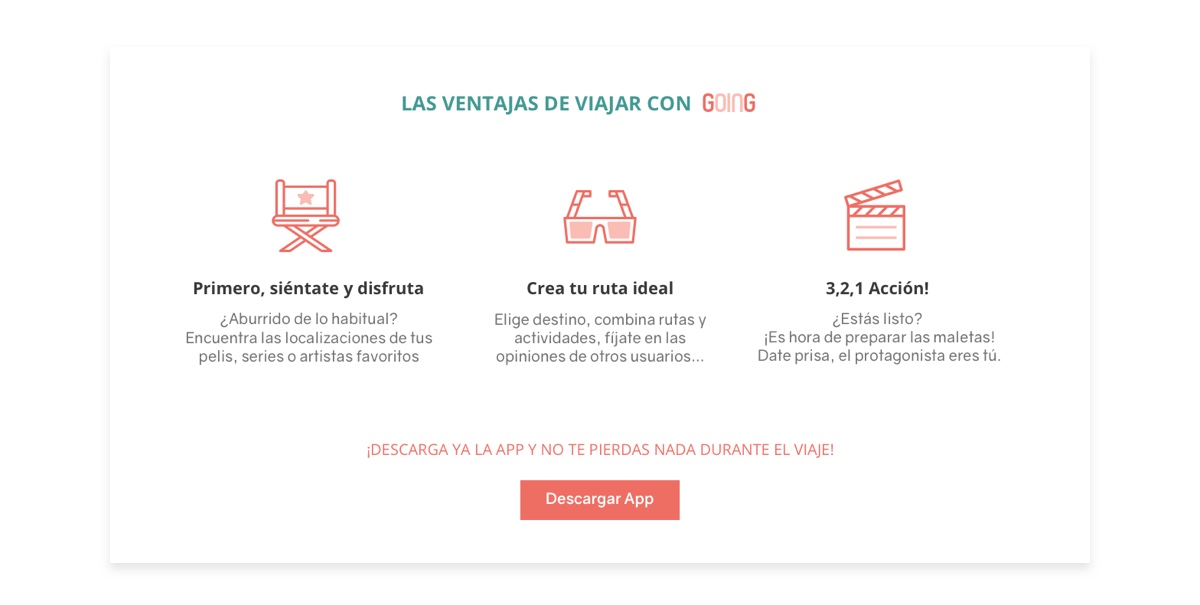 LAS VENTAJAS DE VIAJAR CON GOING
Primero, siéntate y disfruta
¿Aburrido de lo habitual?
Encuentra las localizaciones de tus
pelis, series o artistas favoritos
Crea tu ruta ideal
Elige destino, combina rutas y
actividades, fíjate en las
opiniones de otros usuarios...
3,2,1 Acción!
¿Estás listo?
¡Es hora de preparar las maletas!
Date prisa, el protagonista eres tú.
¡DESCARGA YA LA APP Y NO TE PIERDAS NADA DURANTE EL VIAJE!
Descargar App